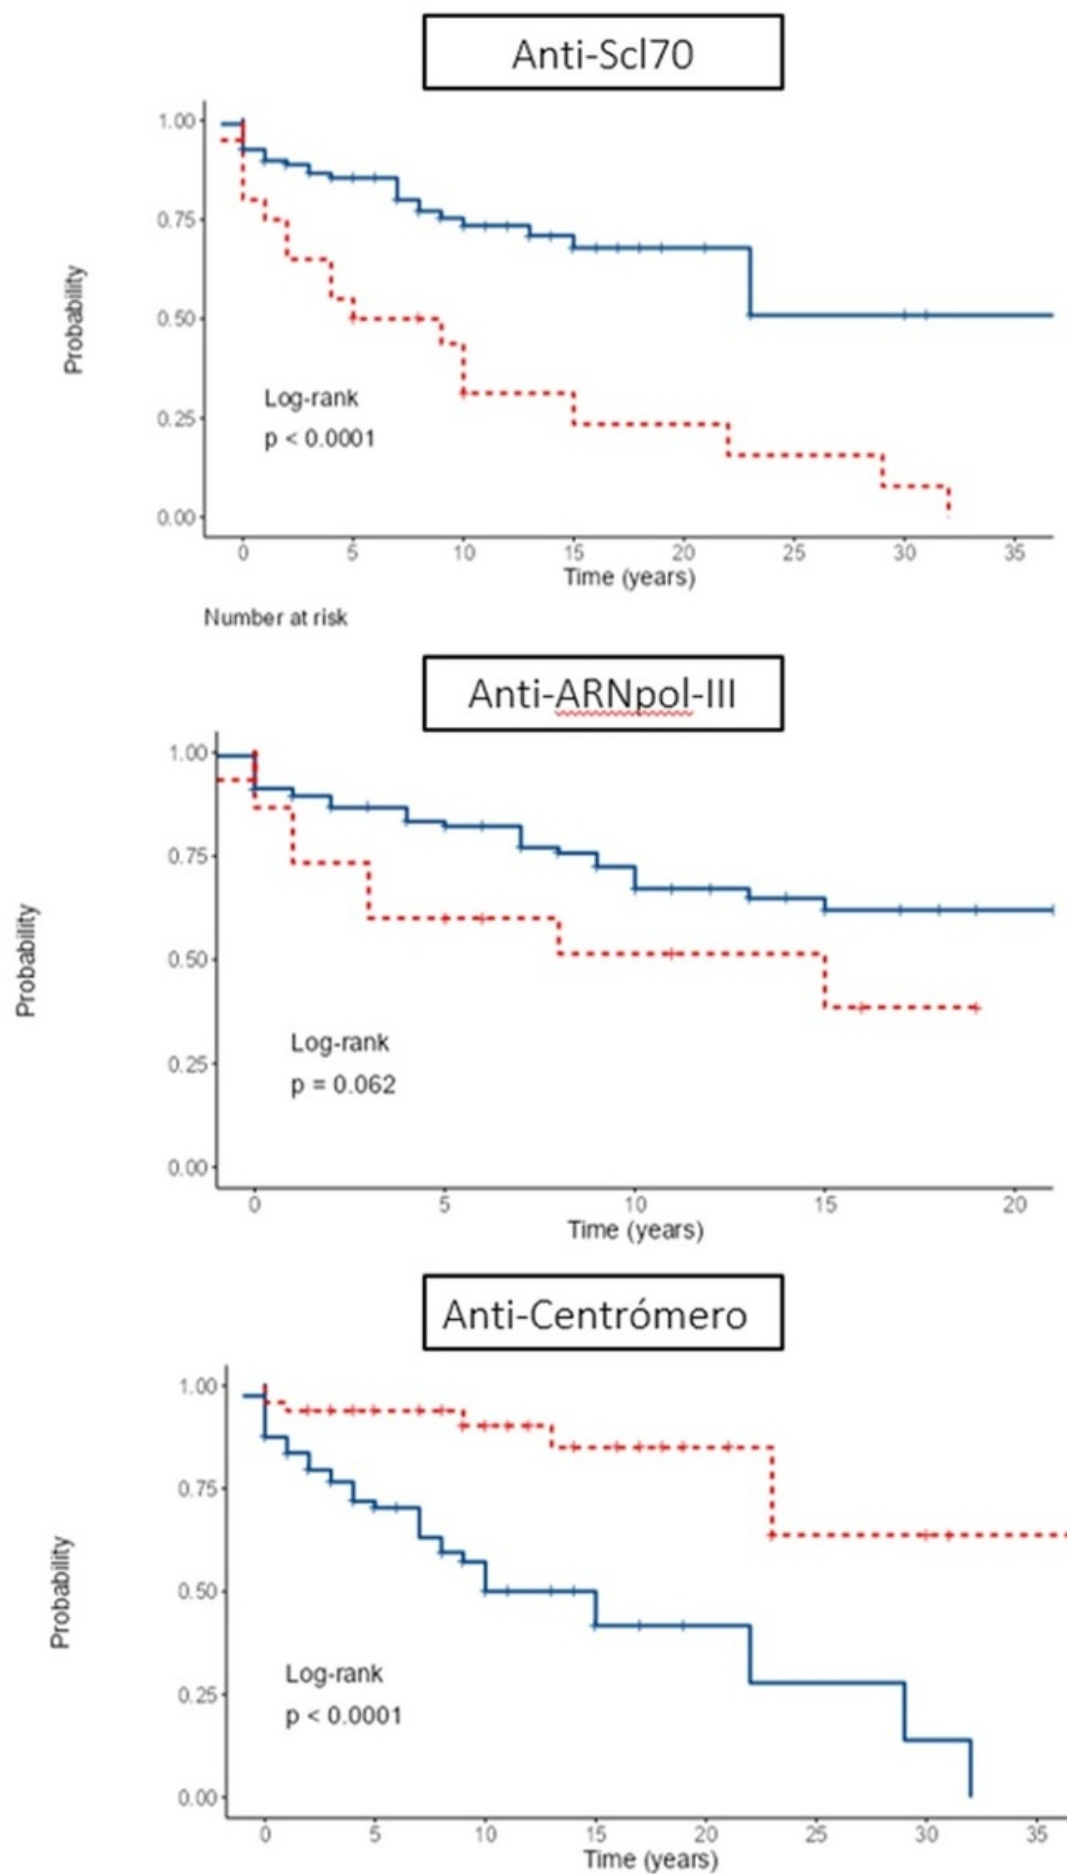 Anti-Scl70
1.00
0.75
0.50
0.25
0.00
Probability
Log-rank
p < 0.0001
0 5 10 15 20 25 30 35
Time (years)
Number at risk
Anti-ARNpol-III
1.00
0.75
0.50
0.25
0.00
Probability
Log-rank
p = 0.062
0 5 10 15 20
Time (years)
Anti-Centrómero
1.00
0.75
0.50
0.25
0.00
Probability
Log-rank
p < 0.0001
0 5 10 15 20 25 30 35
Time (years)